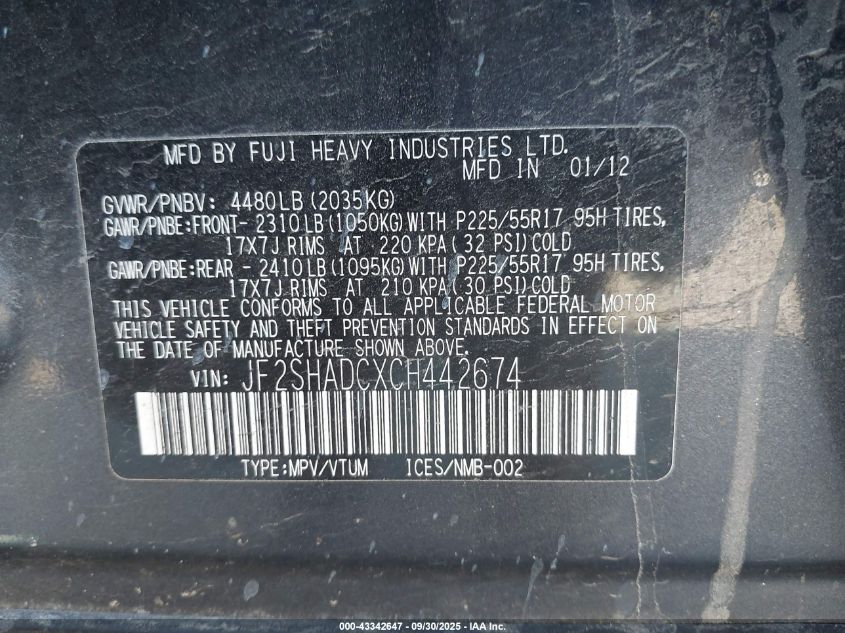 MFD BY FUJI HEAVY INDUSTRIES LTD.
MFD IN 01/12
GVWR/PNBV: 4480LB(2035KG)
GAWR/PNBE:FRONT- 2310LB(1050KG)WITH P225/55R17 95H TIRES,
17X7J RIMS AT 220 KPA( 32 PSI)COLD
GAWR/PNBE:REAR - 2410LB(1095KG)WITH P225/55R17 95H TIRES,
17X7J RIMS AT 210 KPA( 30 PSI)COLD
THIS VEHICLE CONFORMS TO ALL APPLICABLE FEDERAL MOTOR
VEHICLE SAFETY AND THEFT PREVENTION STANDARDS IN EFFECT ON
THE DATE OF MANUFACTURE SHOWN ABOVE.
VIN: JF2SHADCXCH442674
TYPE:MPV/VTUM ICES/NMB-002
000-43342647 - 09/30/2025 - IAA Inc.